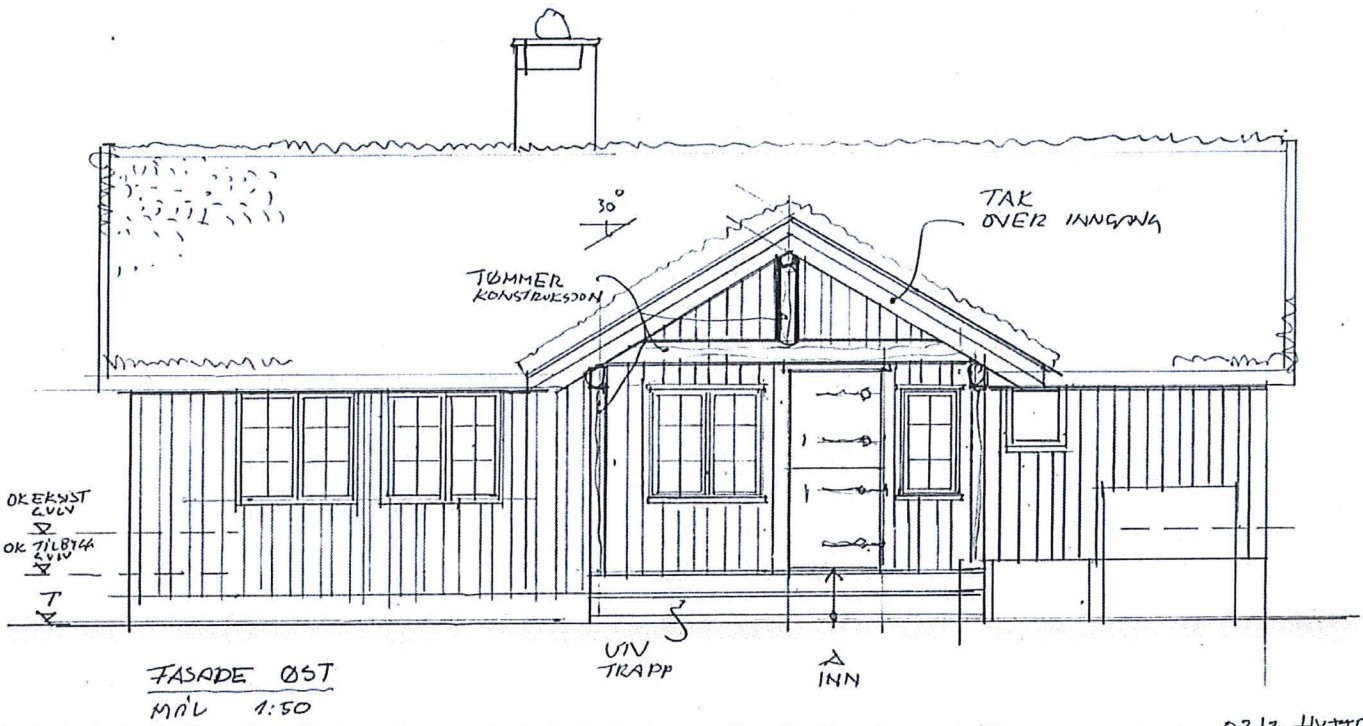 30°
TAK
OVER INNGANG
TØMMER
KONSTRUKSJON
OK EKSIST
GULV
OK TILBYGG
GULV
T
UTV
TRAPP
INN
FASADE ØST
MÅL 1:50